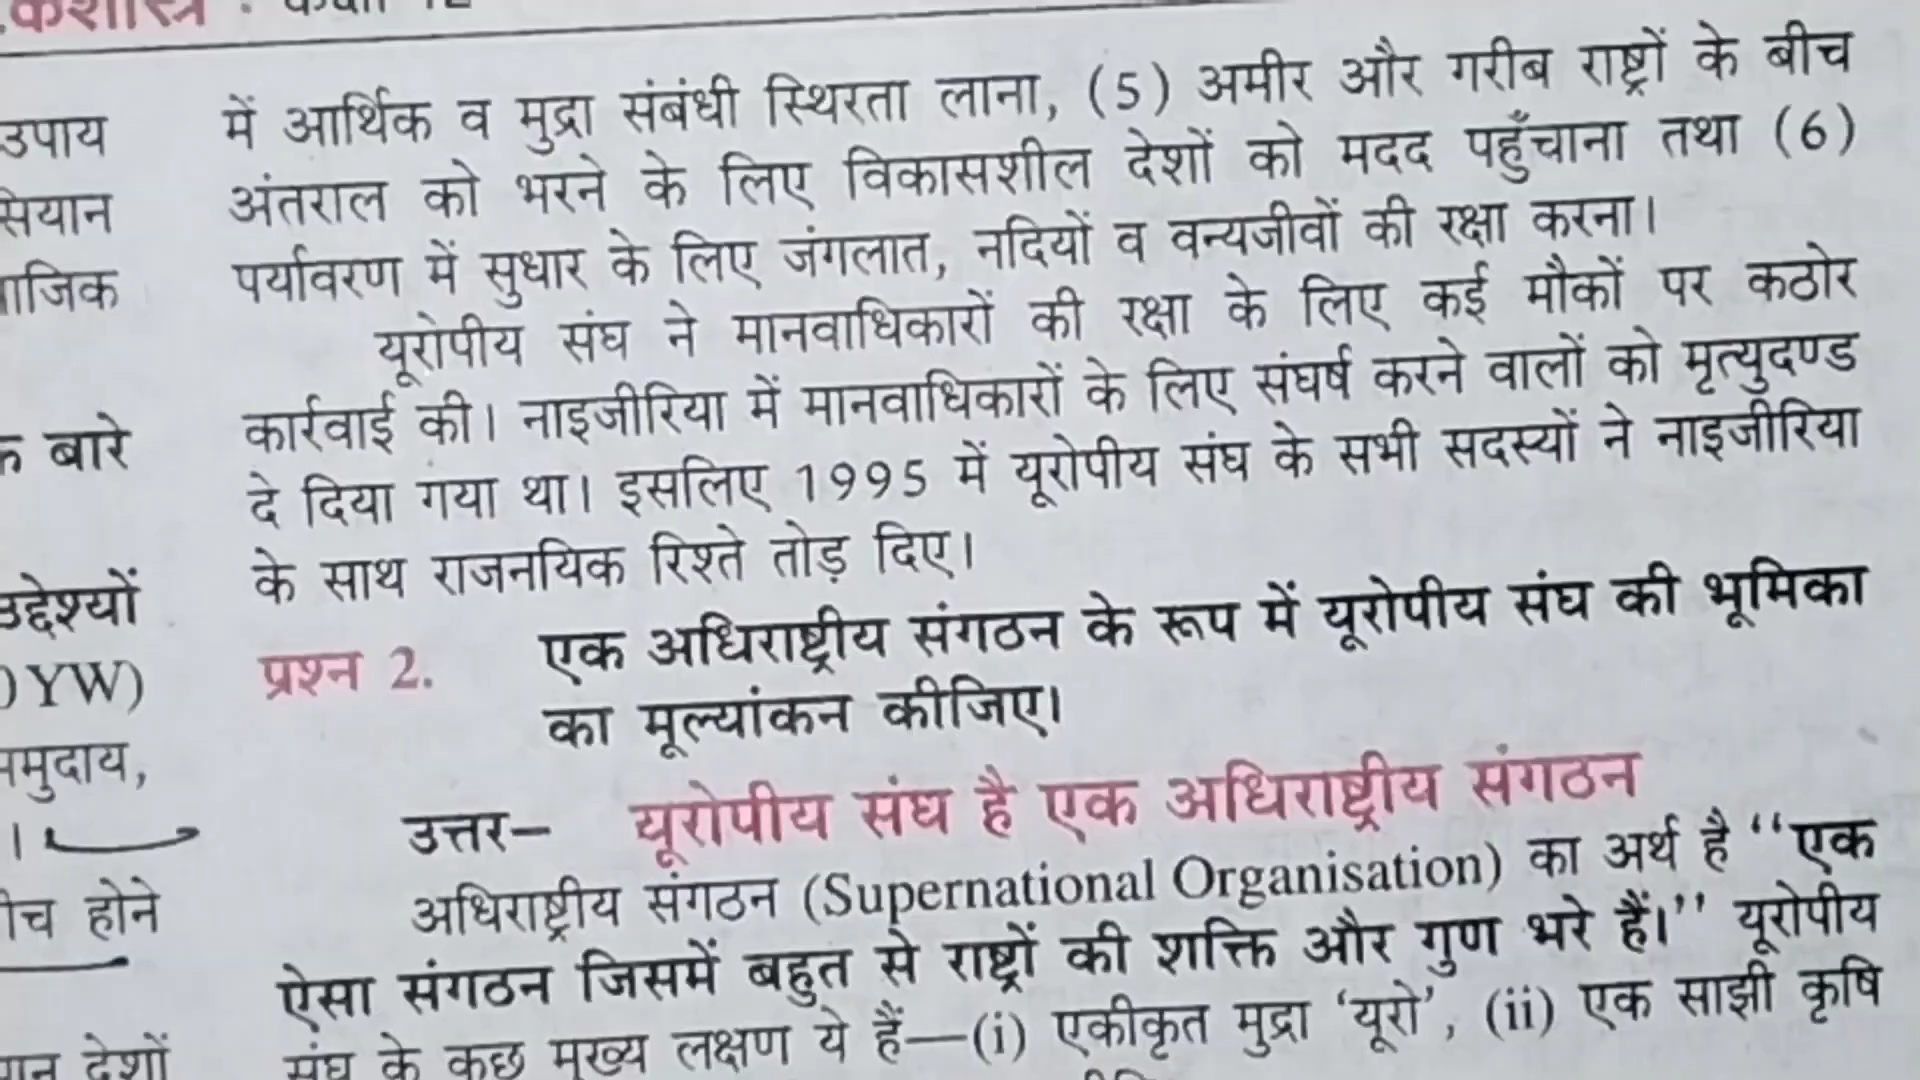 कक्षा 12
उपाय
सियान
माजिक
बारे
उद्देश्यों
YW)
समुदाय,
होने
देशों
में आर्थिक व मुद्रा संबंधी स्थिरता लाना, (5) अमीर और गरीब राष्ट्रों के बीच
अंतराल को भरने के लिए विकासशील देशों को मदद पहुँचाना तथा (6)
पर्यावरण में सुधार के लिए जंगलात, नदियों व वन्यजीवों की रक्षा करना।
यूरोपीय संघ ने मानवाधिकारों की रक्षा के लिए कई मौकों पर कठोर
कार्रवाई की। नाइजीरिया में मानवाधिकारों के लिए संघर्ष करने वालों को मृत्युदण्ड
दे दिया गया था। इसलिए 1995 में यूरोपीय संघ के सभी सदस्यों ने नाइजीरिया
के साथ राजनयिक रिश्ते तोड़ दिए।
प्रश्न 2. एक अधिराष्ट्रीय संगठन के रूप में यूरोपीय संघ की भूमिका
का मूल्यांकन कीजिए।
उत्तर– यूरोपीय संघ है एक अधिराष्ट्रीय संगठन
अधिराष्ट्रीय संगठन (Supernational Organisation) का अर्थ है “एक
ऐसा संगठन जिसमें बहुत से राष्ट्रों की शक्ति और गुण भरे हैं।” यूरोपीय
संघ के कुछ मुख्य लक्षण ये हैं—(i) एकीकृत मुद्रा ‘यूरो’, (ii) एक साझी कृषि